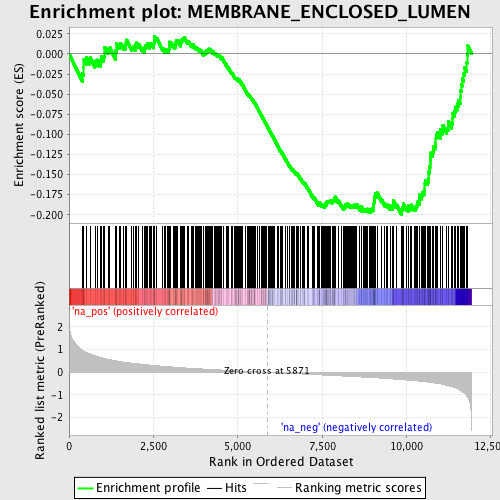 Enrichment plot: MEMBRANE_ENCLOSED_LUMEN
Enrichment score (ES)
0.025
0.000
-0.025
-0.050
-0.075
-0.100
-0.125
-0.150
-0.175
-0.200
Ranked list metric (PreRanked)
'na_pos' (positively correlated)
2
1
0
-1
-2
Zero cross at 5871
'na_neg' (negatively correlated)
0
2,500
5,000
7,500
10,000
12,500
Rank in Ordered Dataset
Enrichment profile
Hits
Ranking metric scores